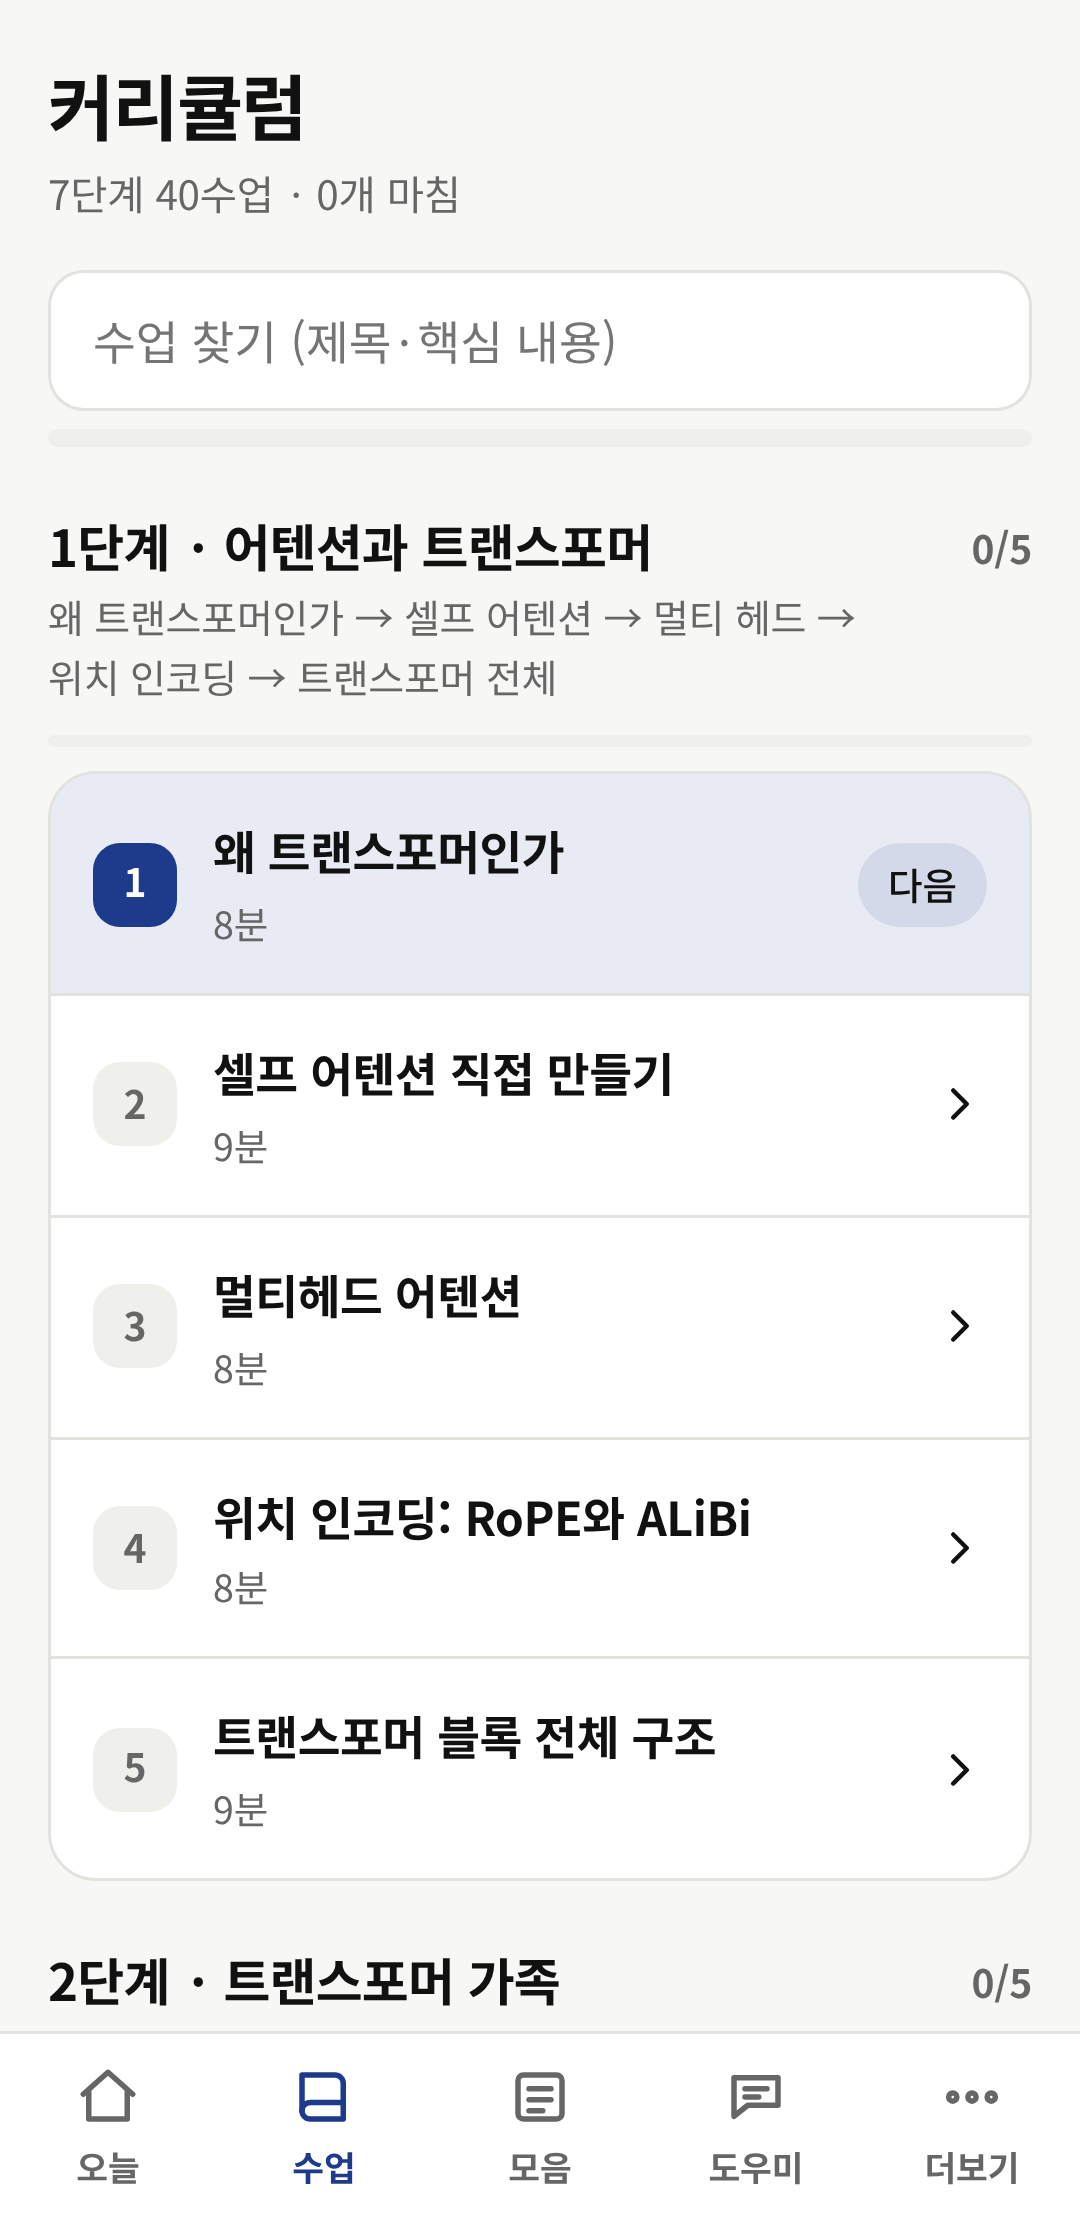 커리큘럼
7단계 40수업 · 0개 마침
수업 찾기 (제목·핵심 내용)
1단계 · 어텐션과 트랜스포머
0/5
왜 트랜스포머인가 → 셀프 어텐션 → 멀티 헤드 →
위치 인코딩 → 트랜스포머 전체
1
왜 트랜스포머인가
8분
다음
2
셀프 어텐션 직접 만들기
9분
3
멀티헤드 어텐션
8분
4
위치 인코딩: RoPE와 ALiBi
8분
5
트랜스포머 블록 전체 구조
9분
2단계 · 트랜스포머 가족
0/5
오늘
수업
모음
도우미
더보기